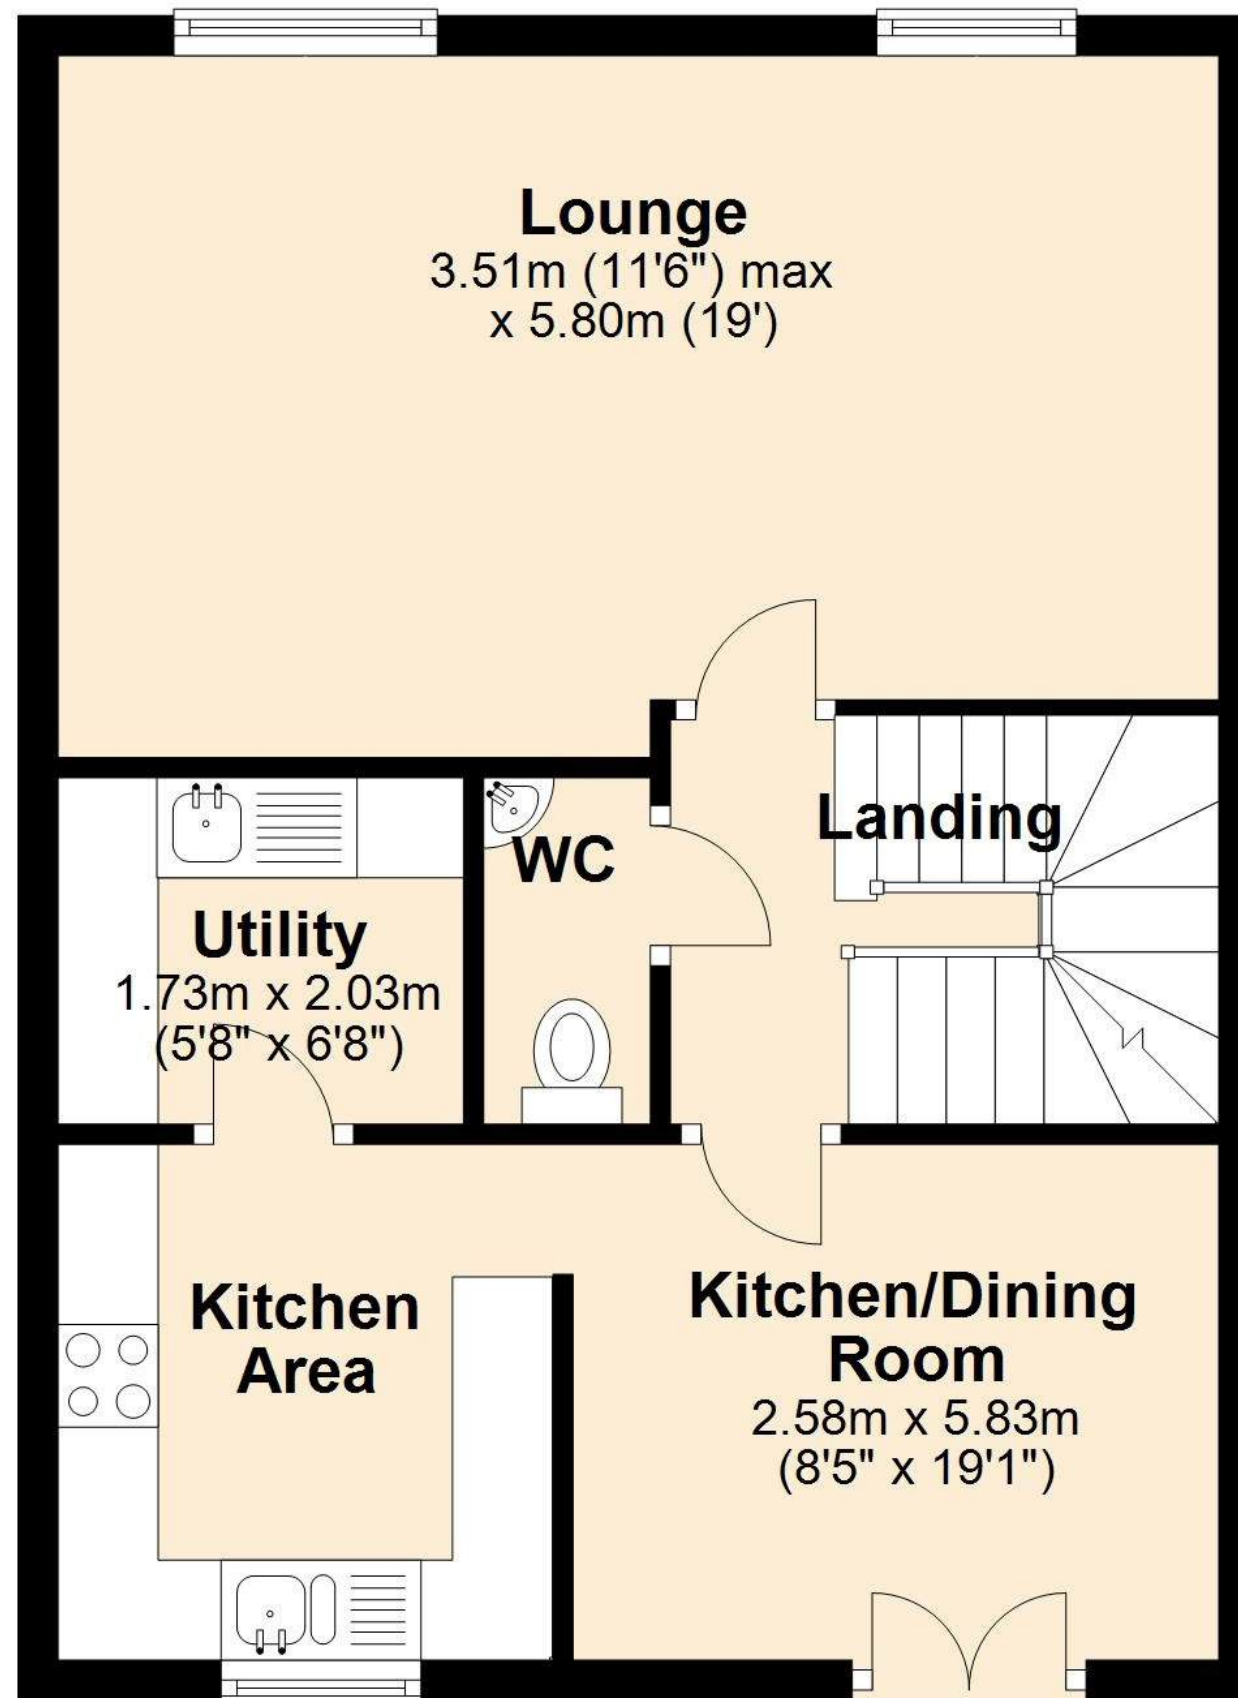 Lounge
3.51m (11'6") max
x 5.80m (19')
Landing
WC
Utility
1.73m x 2.03m
(5'8" x 6'8")
Kitchen
Area
Kitchen/Dining
Room
2.58m x 5.83m
(8'5" x 19'1")